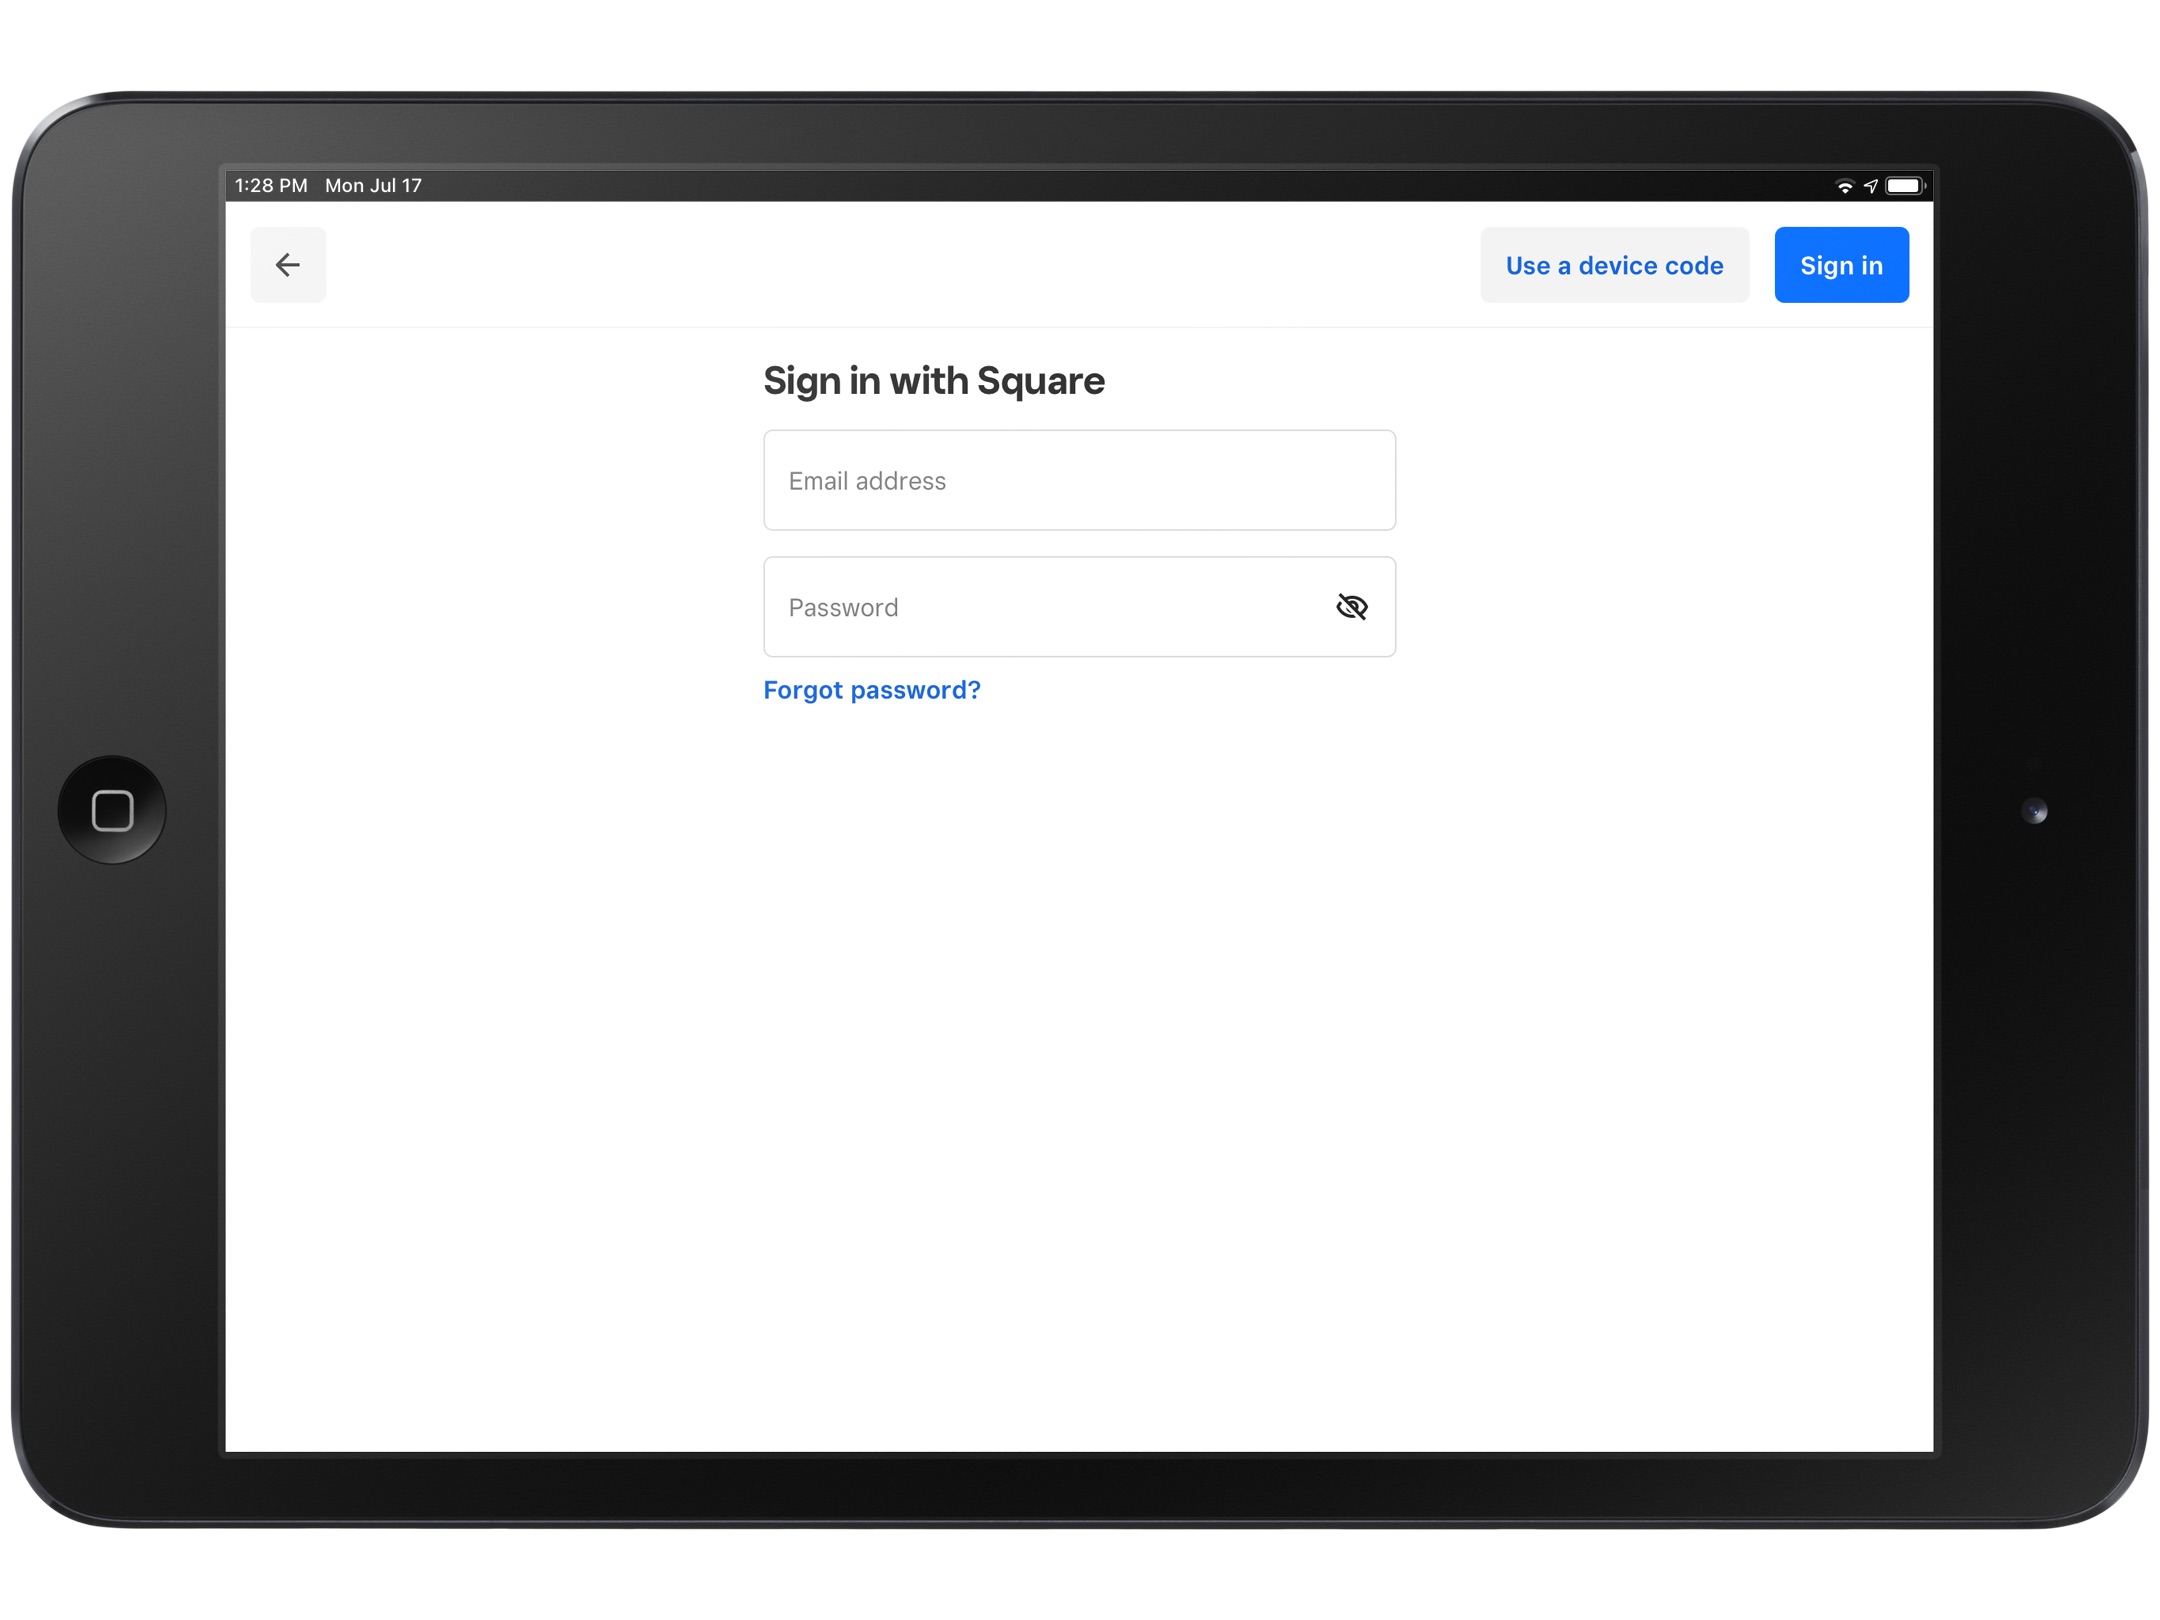 1:28 PM Mon Jul 17
Use a device code
Sign in
Sign in with Square
Email address
Password
Forgot password?